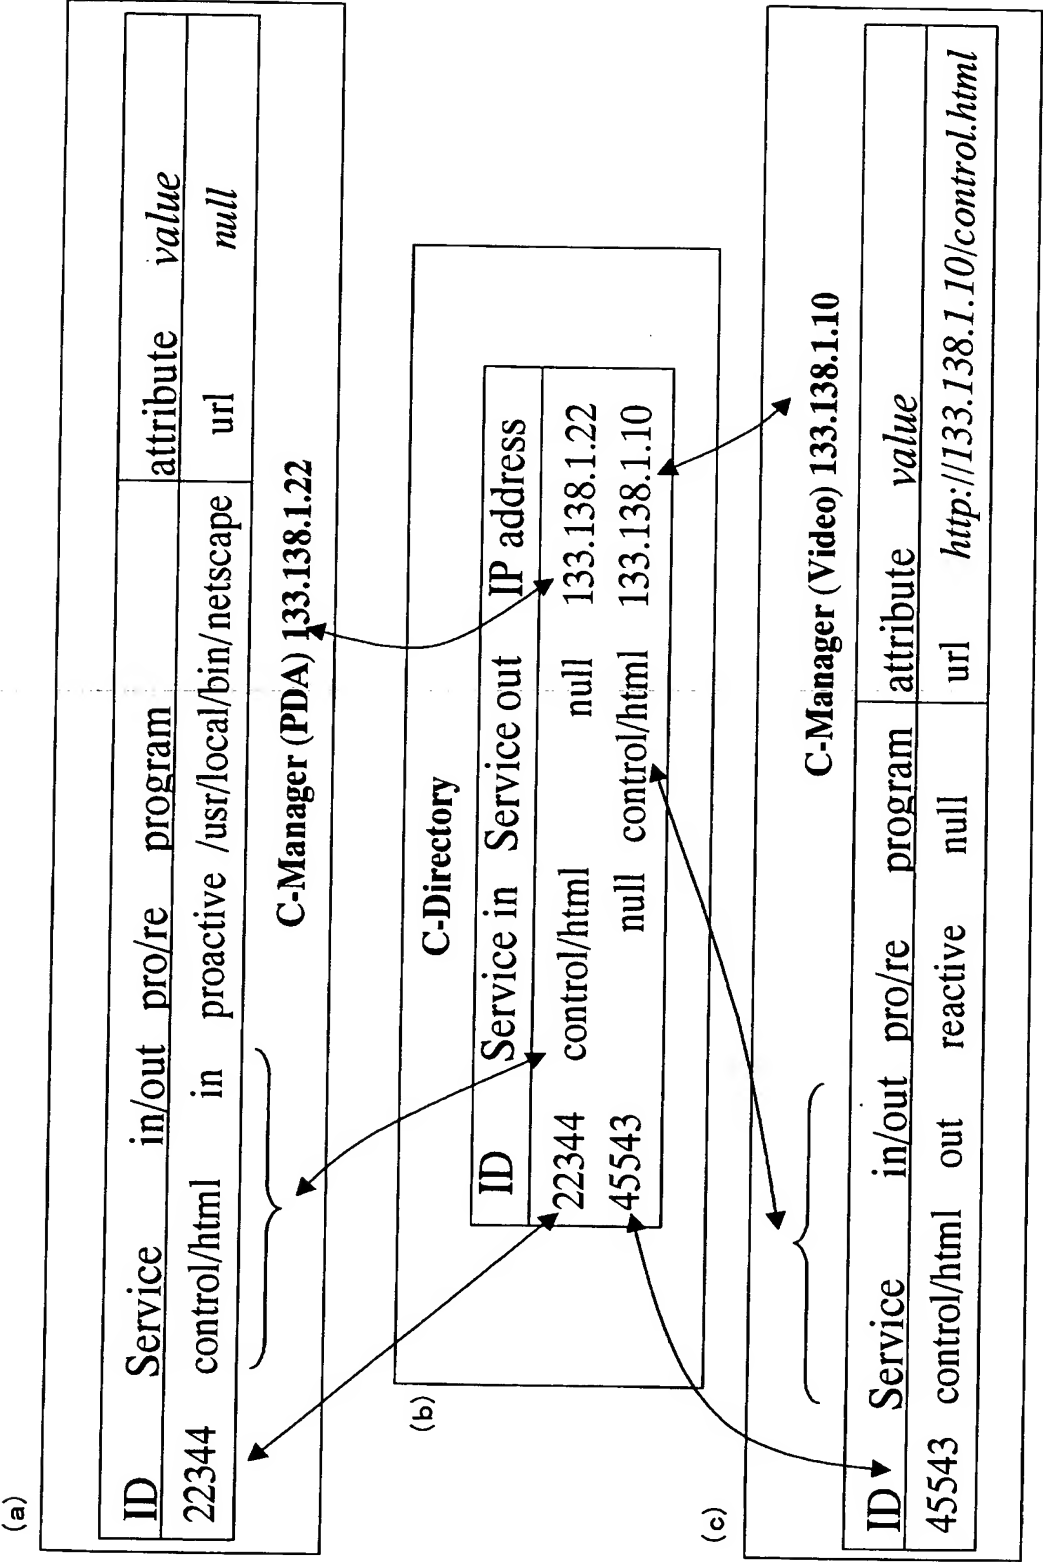 (a)
ID Service in/out pro/re program attribute value
22344 control/html in proactive /usr/local/bin/netscape url null
C-Manager (PDA) 133.138.1.22
(b)
C-Directory
ID Service in Service out IP address
22344 control/html null 133.138.1.22
45543 null control/html 133.138.1.10
(c)
C-Manager (Video) 133.138.1.10
ID Service in/out pro/re program attribute value
45543 control/html out reactive null url http://133.138.1.10/control.html